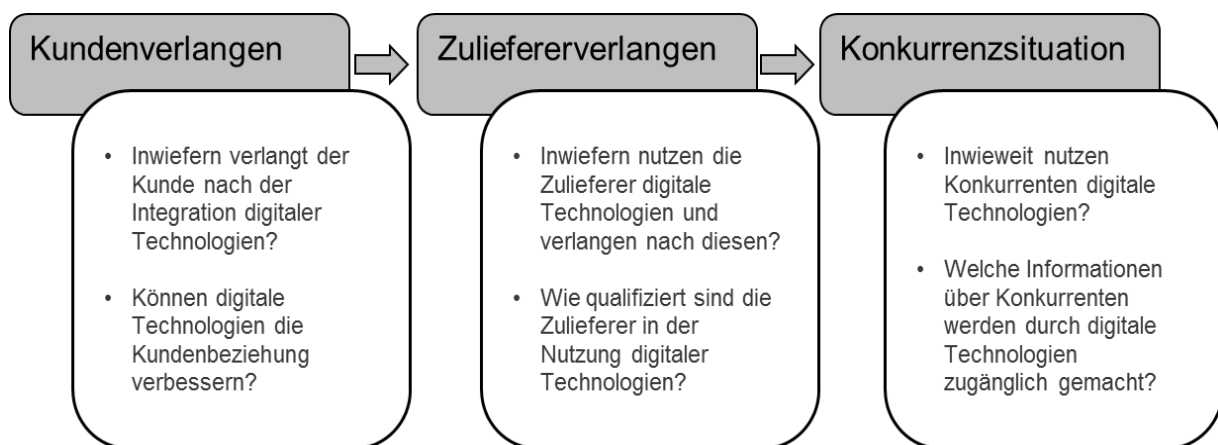 Kundenverlangen
• Inwiefern verlangt der
Kunde nach der
Integration digitaler
Technologien?
• Können digitale
Technologien die
Kundenbeziehung
verbessern?
Zuliefererverlangen
• Inwiefern nutzen die
Zulieferer digitale
Technologien und
verlangen nach diesen?
• Wie qualifiziert sind die
Zulieferer in der
Nutzung digitaler
Technologien?
Konkurrenzsituation
• Inwieweit nutzen
Konkurrenten digitale
Technologien?
• Welche Informationen
über Konkurrenten
werden durch digitale
Technologien
zugänglich gemacht?